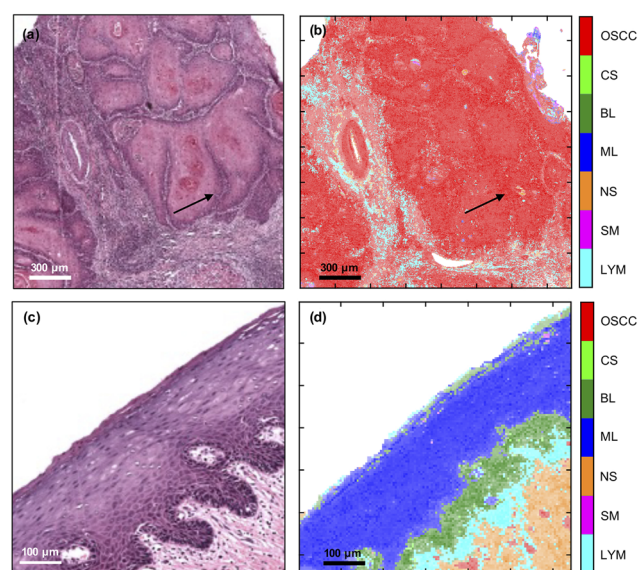 (a)
300 µm
(b)
300 µm
OSCC
CS
BL
ML
NS
SM
LYM
(c)
100 µm
(d)
100 µm
OSCC
CS
BL
ML
NS
SM
LYM